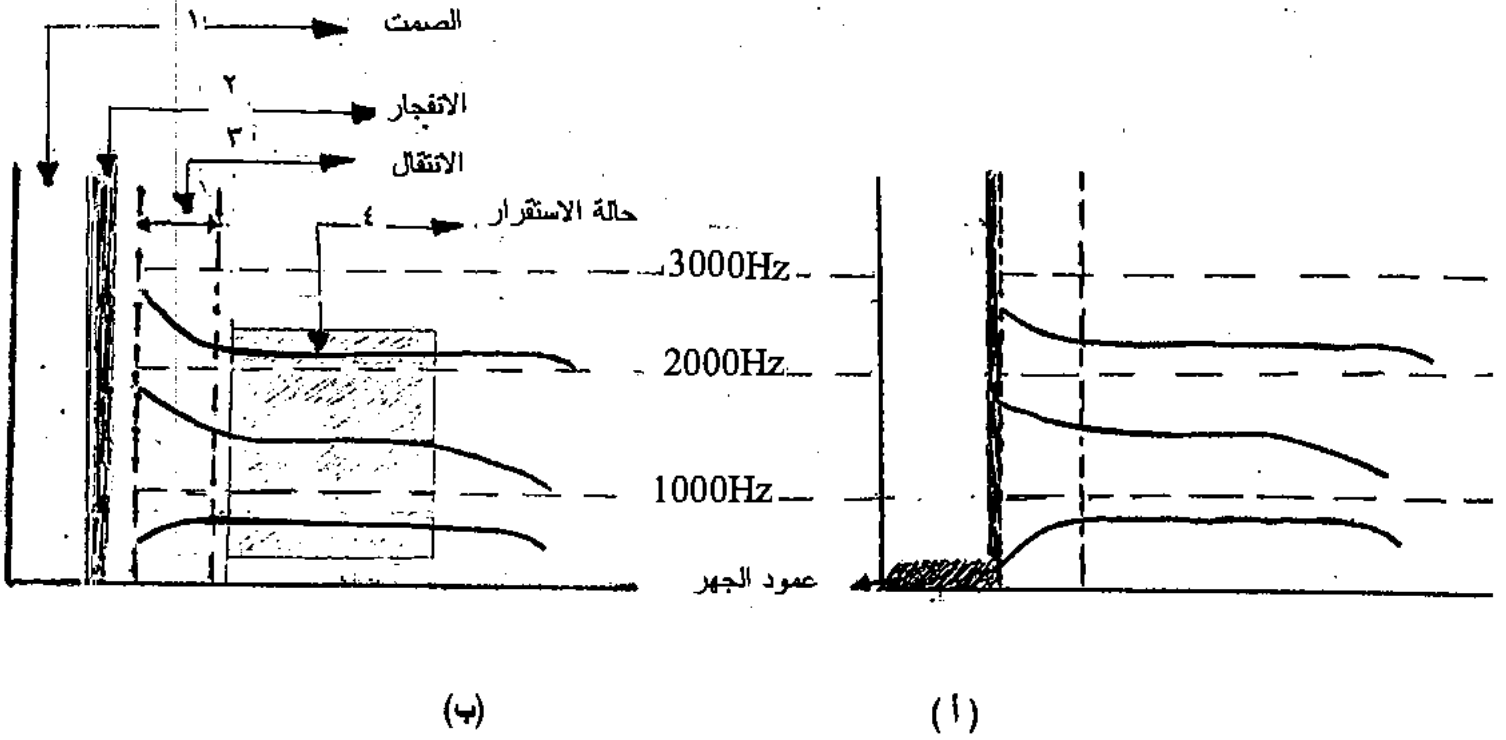 ١ الصمت
٢ الانفجار
٣ الانتقال
٤ حالة الاستقرار
3000Hz
2000Hz
1000Hz
عمود الجهر
(أ)
(ب)